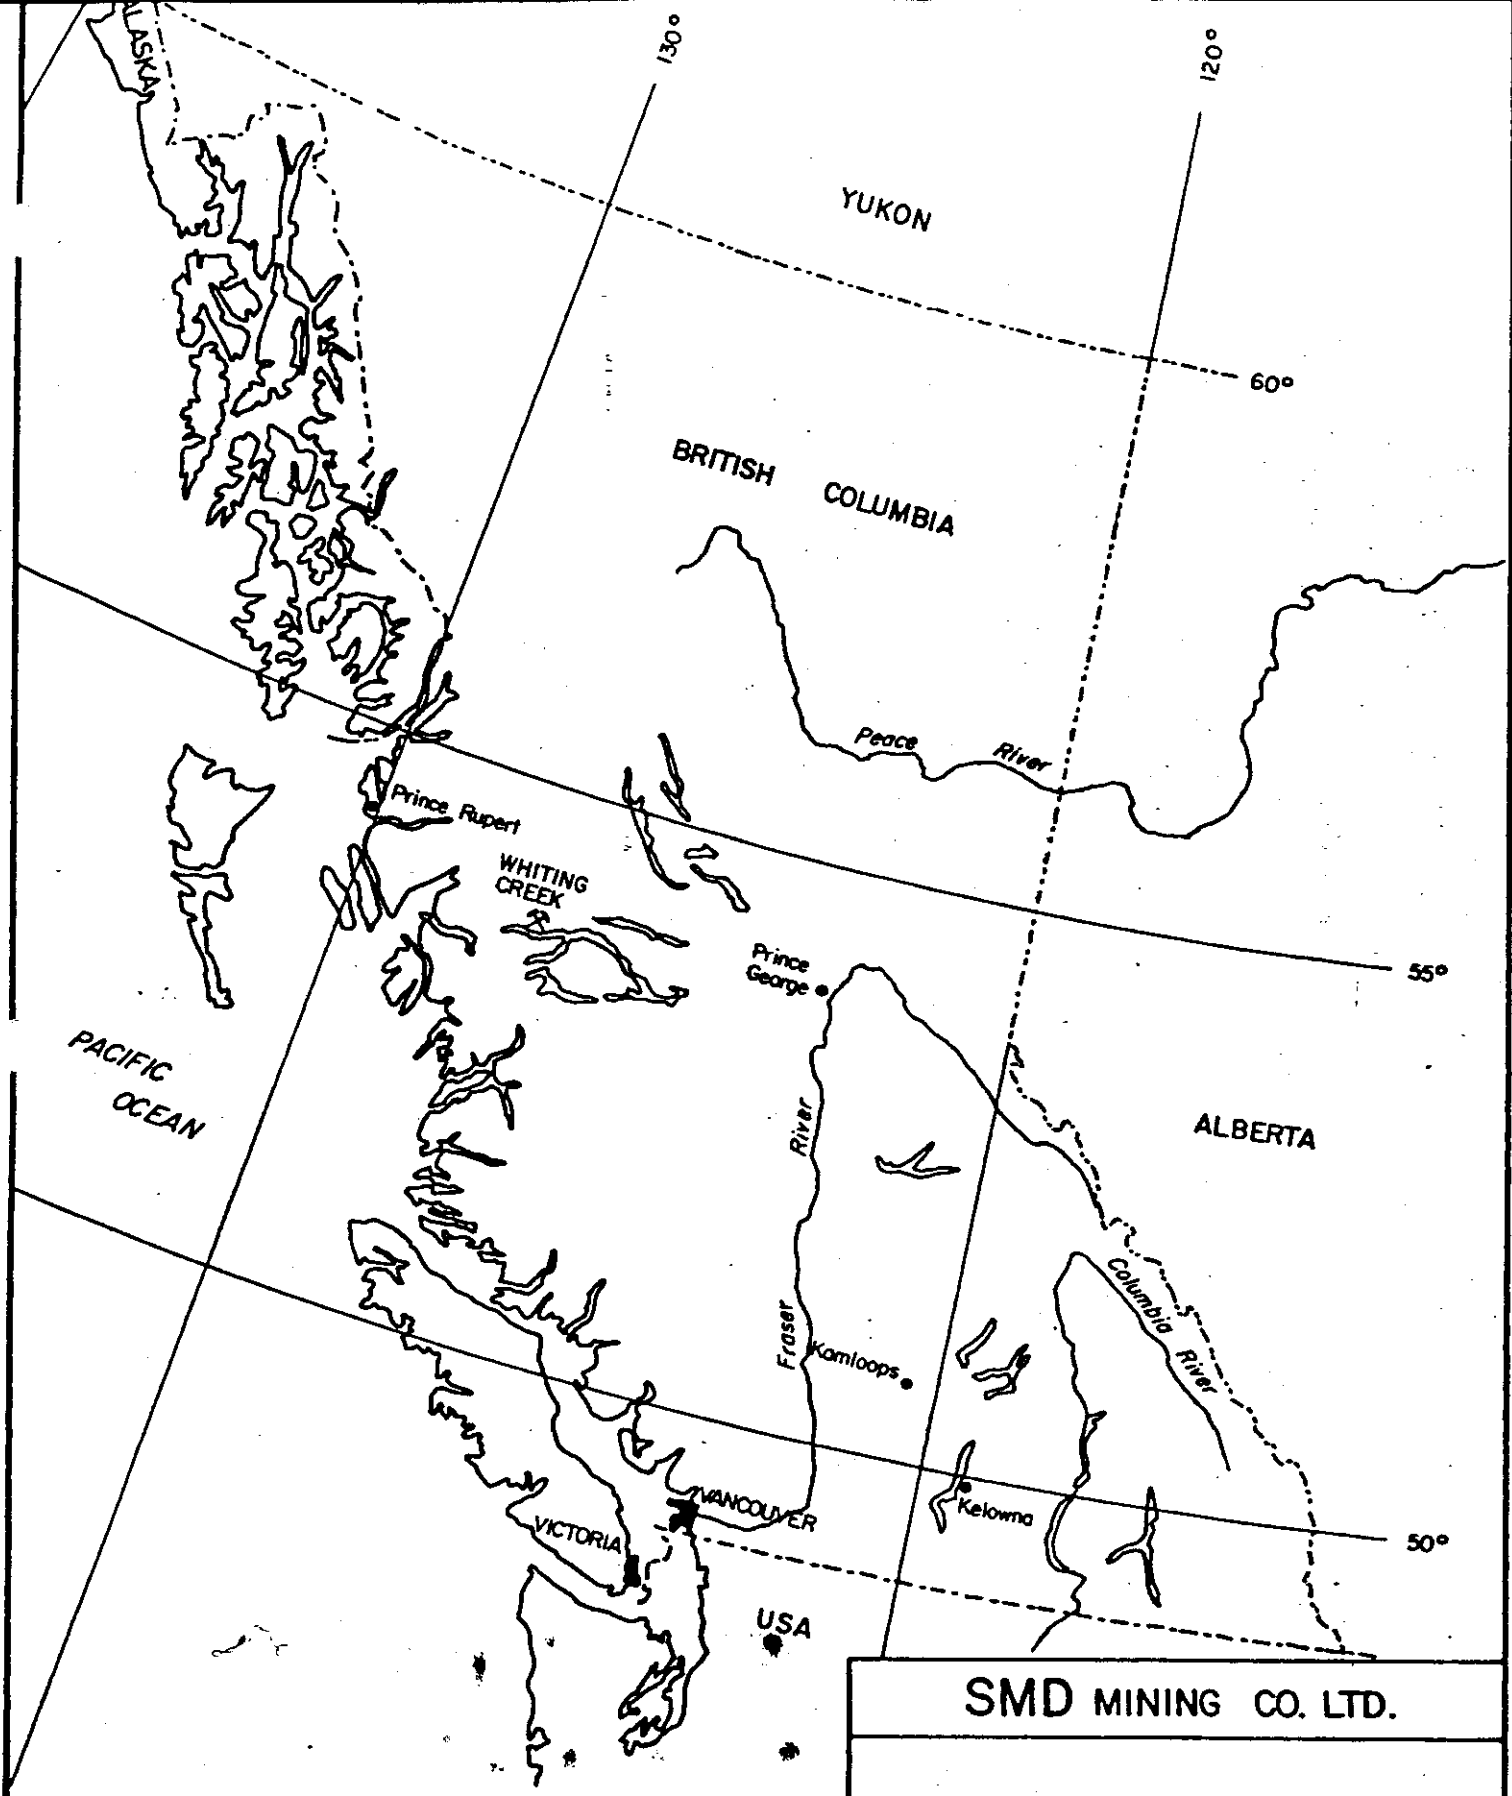 ALASKA
130°
120°
YUKON
60°
BRITISH COLUMBIA
Peace River
Prince Rupert
WHITING
CREEK
Prince
George
55°
PACIFIC
OCEAN
River
ALBERTA
Columbia
River
Fraser
Kamloops
VANCOUVER
Kelowna
VICTORIA
50°
USA
SMD MINING CO. LTD.